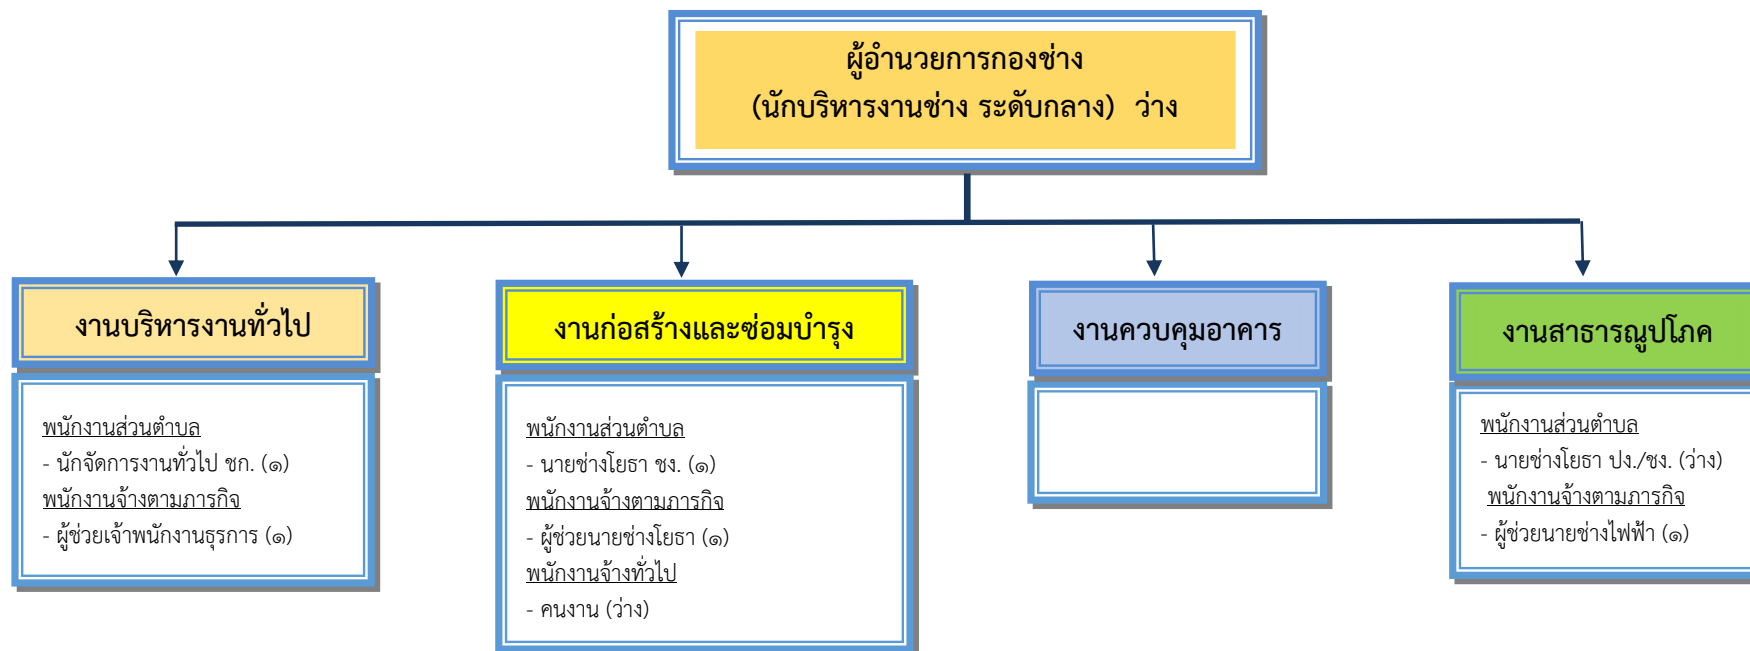 ผู้อำนวยการกองช่าง
(นักบริหารงานช่าง ระดับกลาง) ว่าง
งานบริหารงานทั่วไป
พนักงานส่วนตำบล
- นักจัดการงานทั่วไป ชก. (๑)
พนักงานจ้างตามภารกิจ
- ผู้ช่วยเจ้าพนักงานธุรการ (๑)
งานก่อสร้างและซ่อมบำรุง
พนักงานส่วนตำบล
- นายช่างโยธา ชง. (๑)
พนักงานจ้างตามภารกิจ
- ผู้ช่วยนายช่างโยธา (๑)
พนักงานจ้างทั่วไป
- คนงาน (ว่าง)
งานควบคุมอาคาร
งานสาธารณูปโภค
พนักงานส่วนตำบล
- นายช่างโยธา ปง./ชง. (ว่าง)
พนักงานจ้างตามภารกิจ
- ผู้ช่วยนายช่างไฟฟ้า (๑)